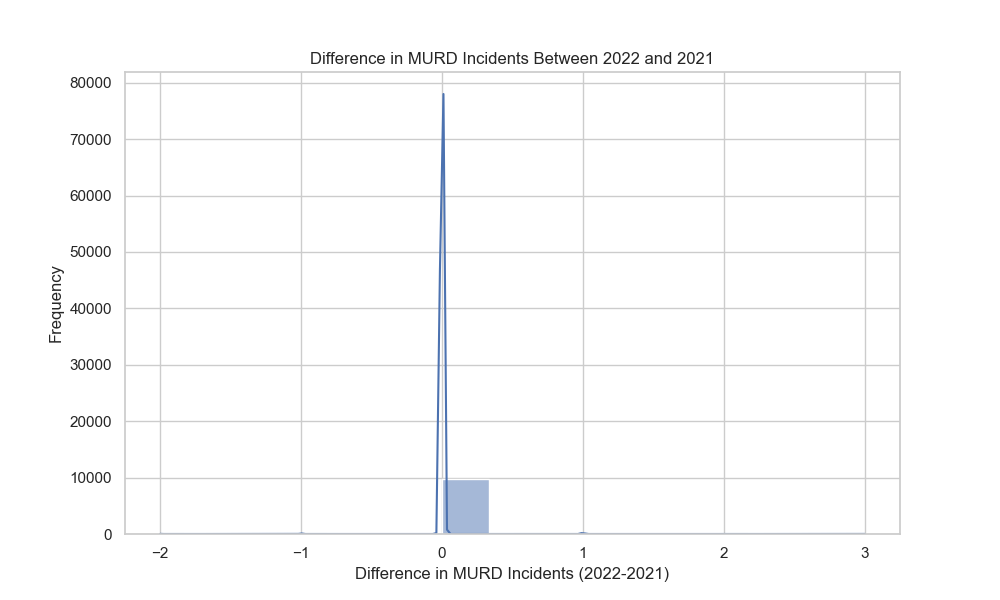 Difference in MURD Incidents Between 2022 and 2021
80000
70000
60000
50000
40000
30000
20000
10000
0
Frequency
−2 −1 0 1 2 3
Difference in MURD Incidents (2022-2021)